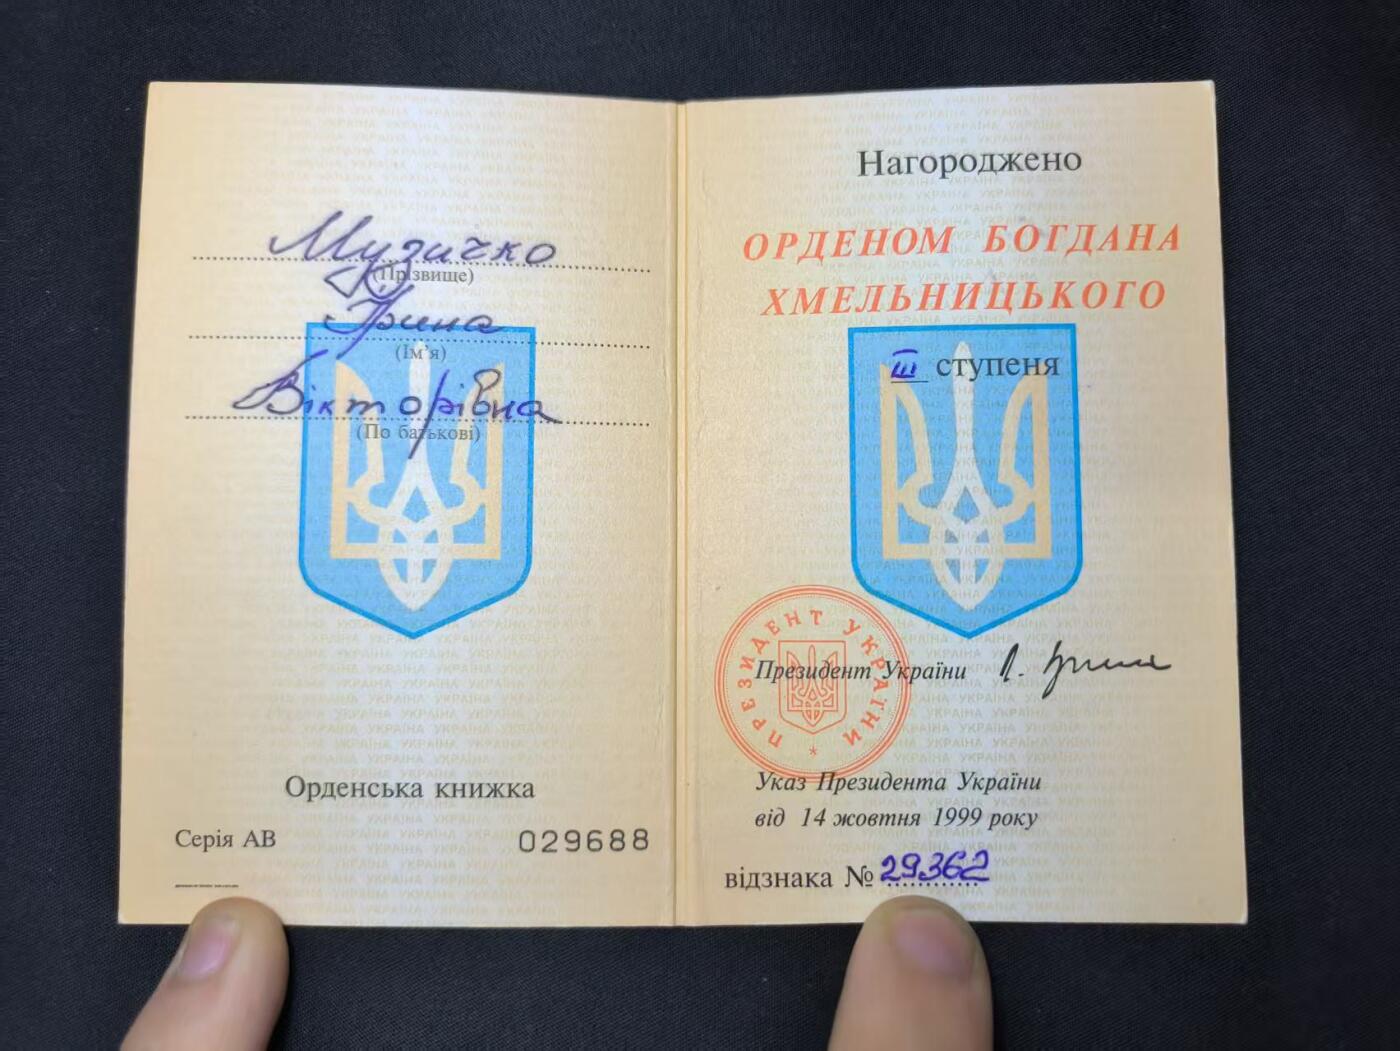 Музичко
(Прізвище)
Ірина
(Ім'я)
Вікторівна
(По батькові)
Орденська книжка
Серія АВ 029688
Нагороджено
ОРДЕНОМ БОГДАНА
ХМЕЛЬНИЦЬКОГО
III ступеня
ПРЕЗИДЕНТ УКРАЇНИ
Президент України
Указ Президента України
від 14 жовтня 1999 року
відзнака № 29362